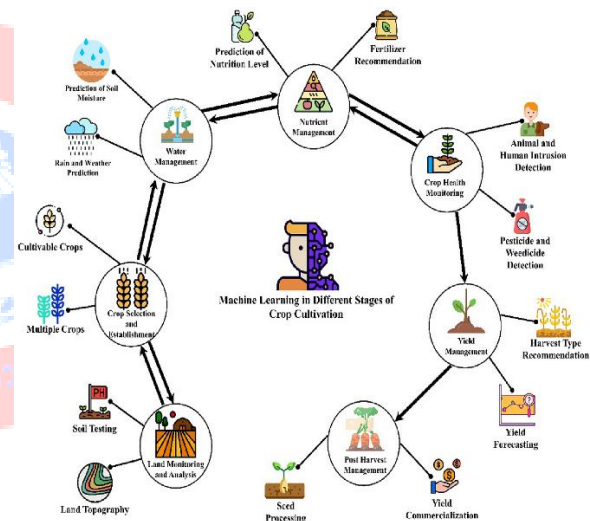 Prediction of
Nutrition Level
Fertilizer
Recommendation
Nutrient
Management
Prediction of Soil
Moisture
Rain and Weather
Prediction
Water
Management
Animal and
Human Intrusion
Detection
Crop Health
Monitoring
Pesticide and
Weedicide
Detection
Cultivable Crops
Multiple Crops
Crop Selection
and
Establishment
Machine Learning in Different Stages of
Crop Cultivation
Yield
Management
Harvest Type
Recommendation
Yield
Forecasting
PH
Soil Testing
Land Topography
Land Monitoring
and Analysis
Post Harvest
Management
Seed
Processing
Yield
Commercialization